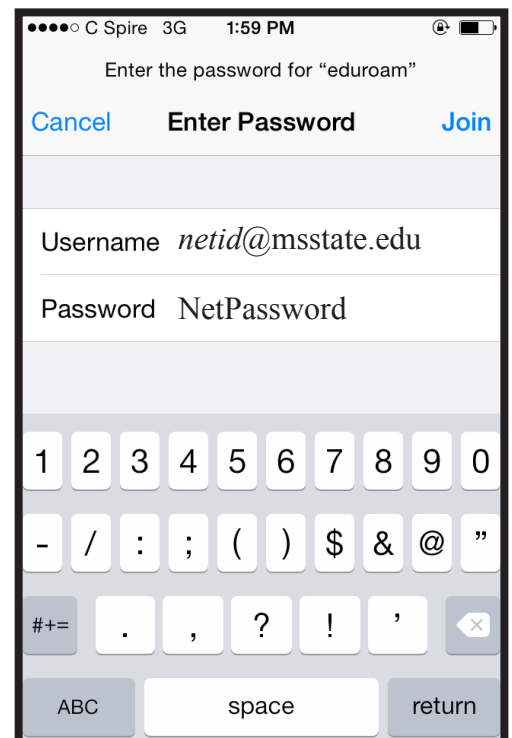 C Spire 3G 1:59 PM
Enter the password for “eduroam”
Cancel Enter Password Join
Username netid@msstate.edu
Password NetPassword
1 2 3 4 5 6 7 8 9 0
- / : ; ( ) $ & @ ”
#+= . , ? ! ’
ABC space return